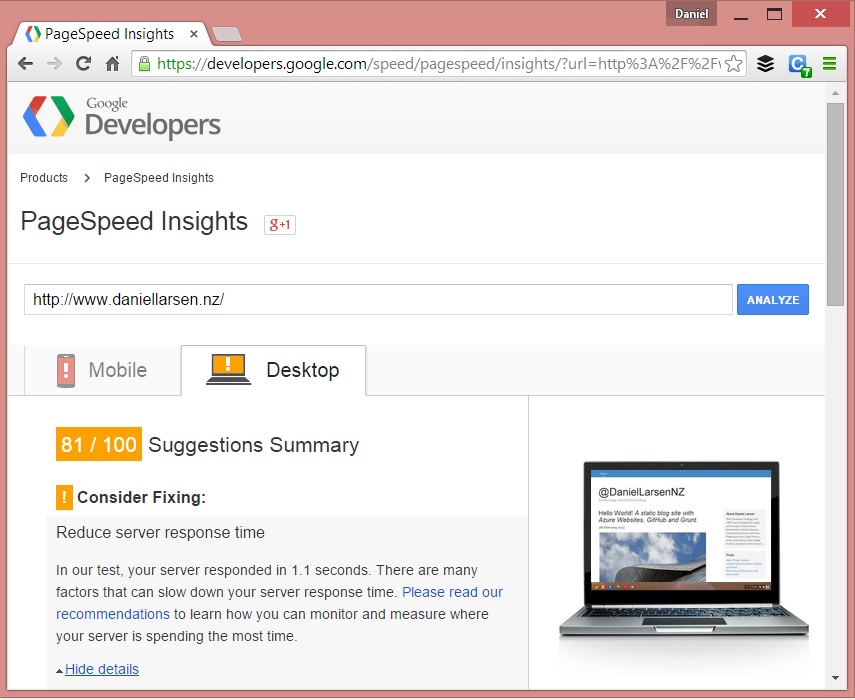 Daniel
PageSpeed Insights
https://developers.google.com/speed/pagespeed/insights/?url=http%3A%2F%2F
7
Google
Developers
Products > PageSpeed Insights
PageSpeed Insights g+1
http://www.daniellarsen.nz/ ANALYZE
Mobile Desktop
81 / 100 Suggestions Summary
! Consider Fixing:
Reduce server response time
In our test, your server responded in 1.1 seconds. There are many
factors that can slow down your server response time. Please read our
recommendations to learn how you can monitor and measure where
your server is spending the most time.
Hide details
@DanielLarsenNZ
Hello World! A static blog site with
Azure Websites, GitHub and Grunt.
About Daniel Larsen
Posts